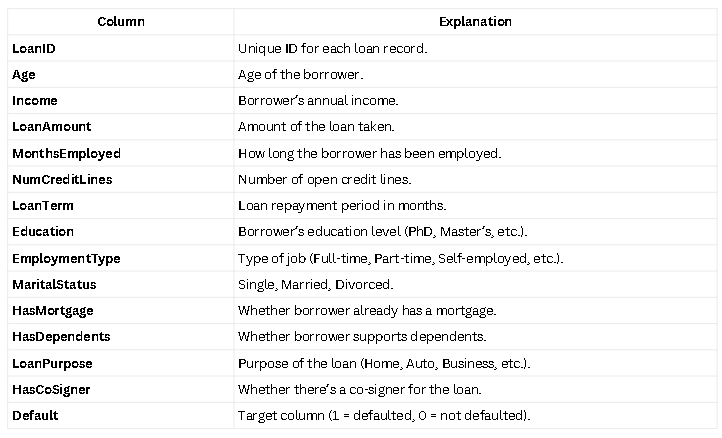 Column Explanation
LoanID Unique ID for each loan record.
Age Age of the borrower.
Income Borrower's annual income.
LoanAmount Amount of the loan taken.
MonthsEmployed How long the borrower has been employed.
NumCreditLines Number of open credit lines.
LoanTerm Loan repayment period in months.
Education Borrower's education level (PhD, Master's, etc.).
EmploymentType Type of job (Full-time, Part-time, Self-employed, etc.).
MaritalStatus Single, Married, Divorced.
HasMortgage Whether borrower already has a mortgage.
HasDependents Whether borrower supports dependents.
LoanPurpose Purpose of the loan (Home, Auto, Business, etc.).
HasCoSigner Whether there's a co-signer for the loan.
Default Target column (1 = defaulted, 0 = not defaulted).